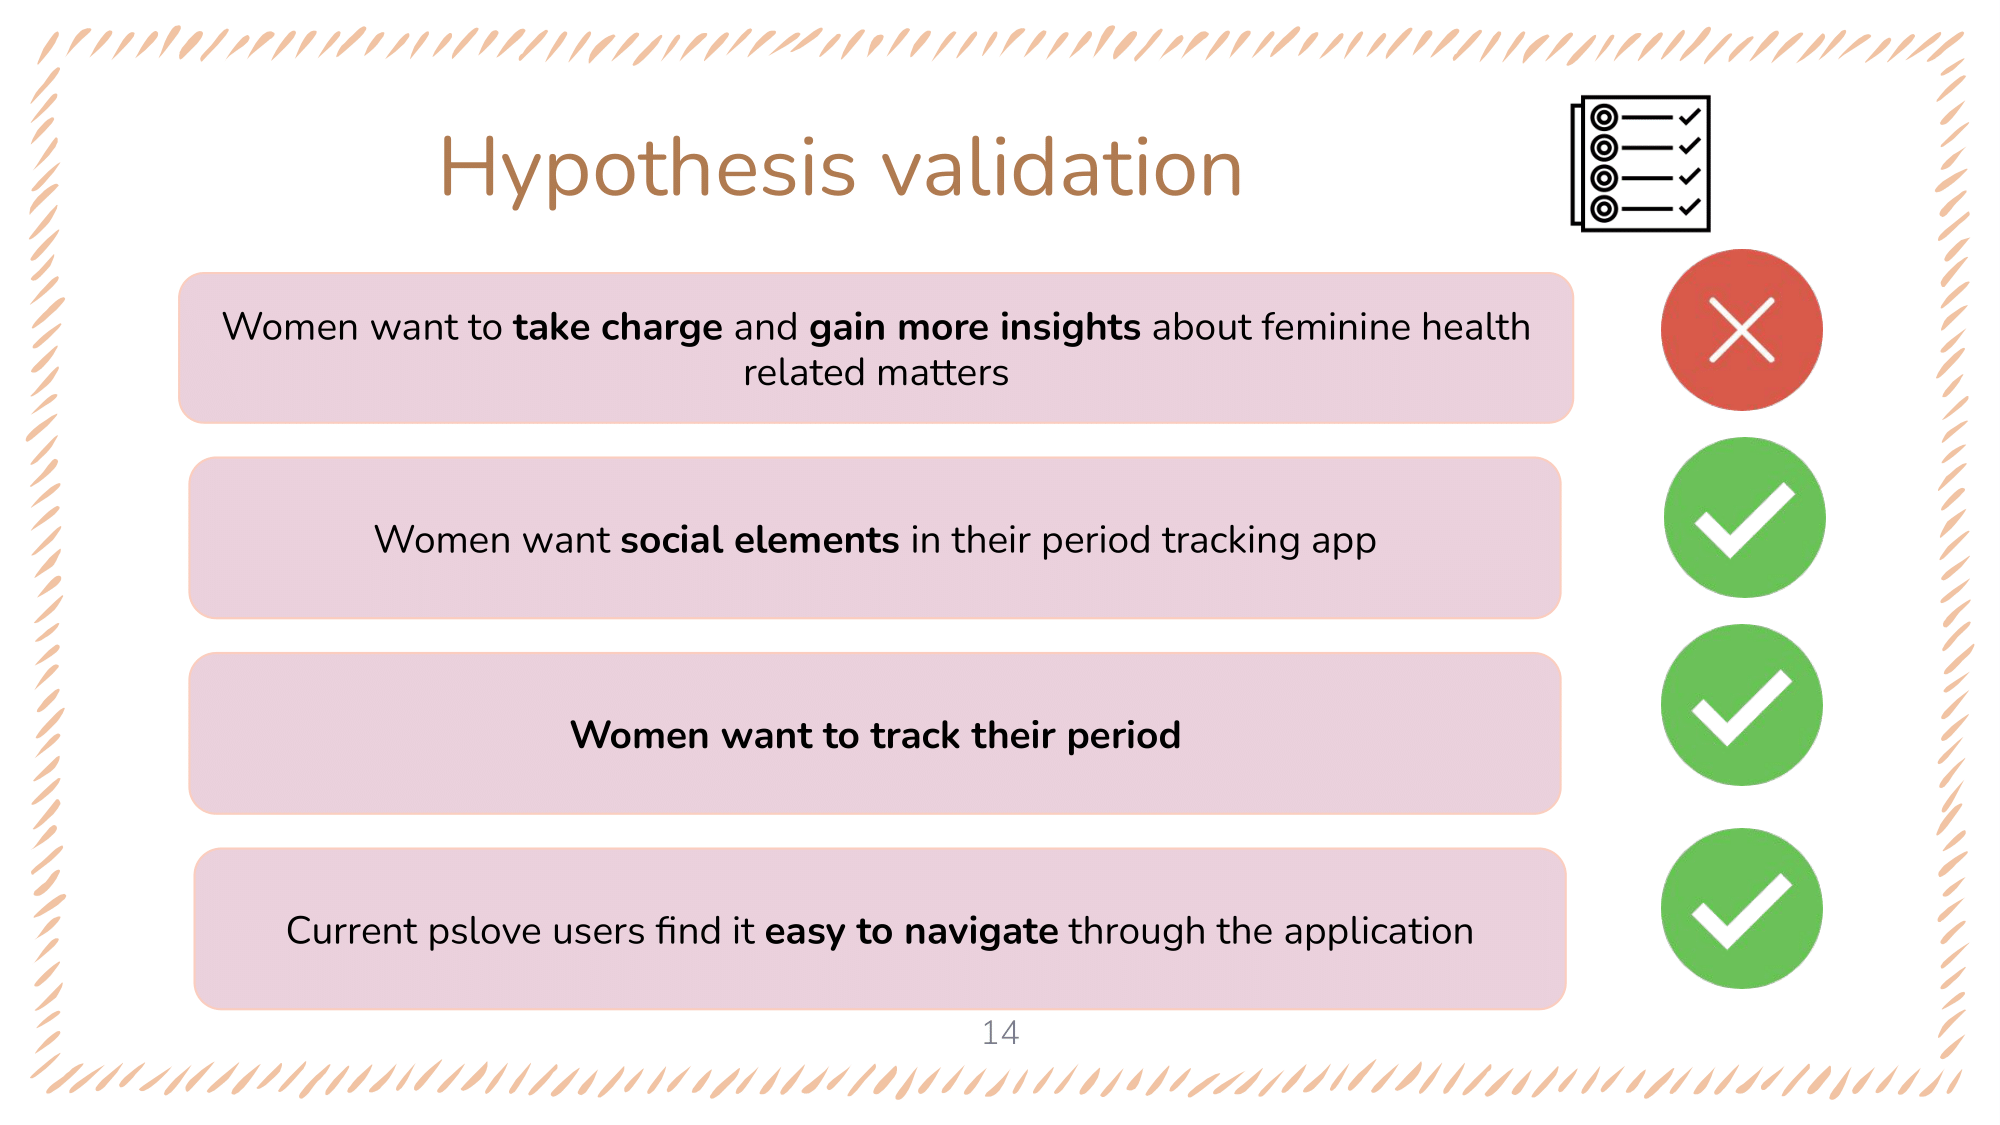 Hypothesis validation
Women want to take charge and gain more insights about feminine health
related matters
Women want social elements in their period tracking app
Women want to track their period
Current pslove users find it easy to navigate through the application
14